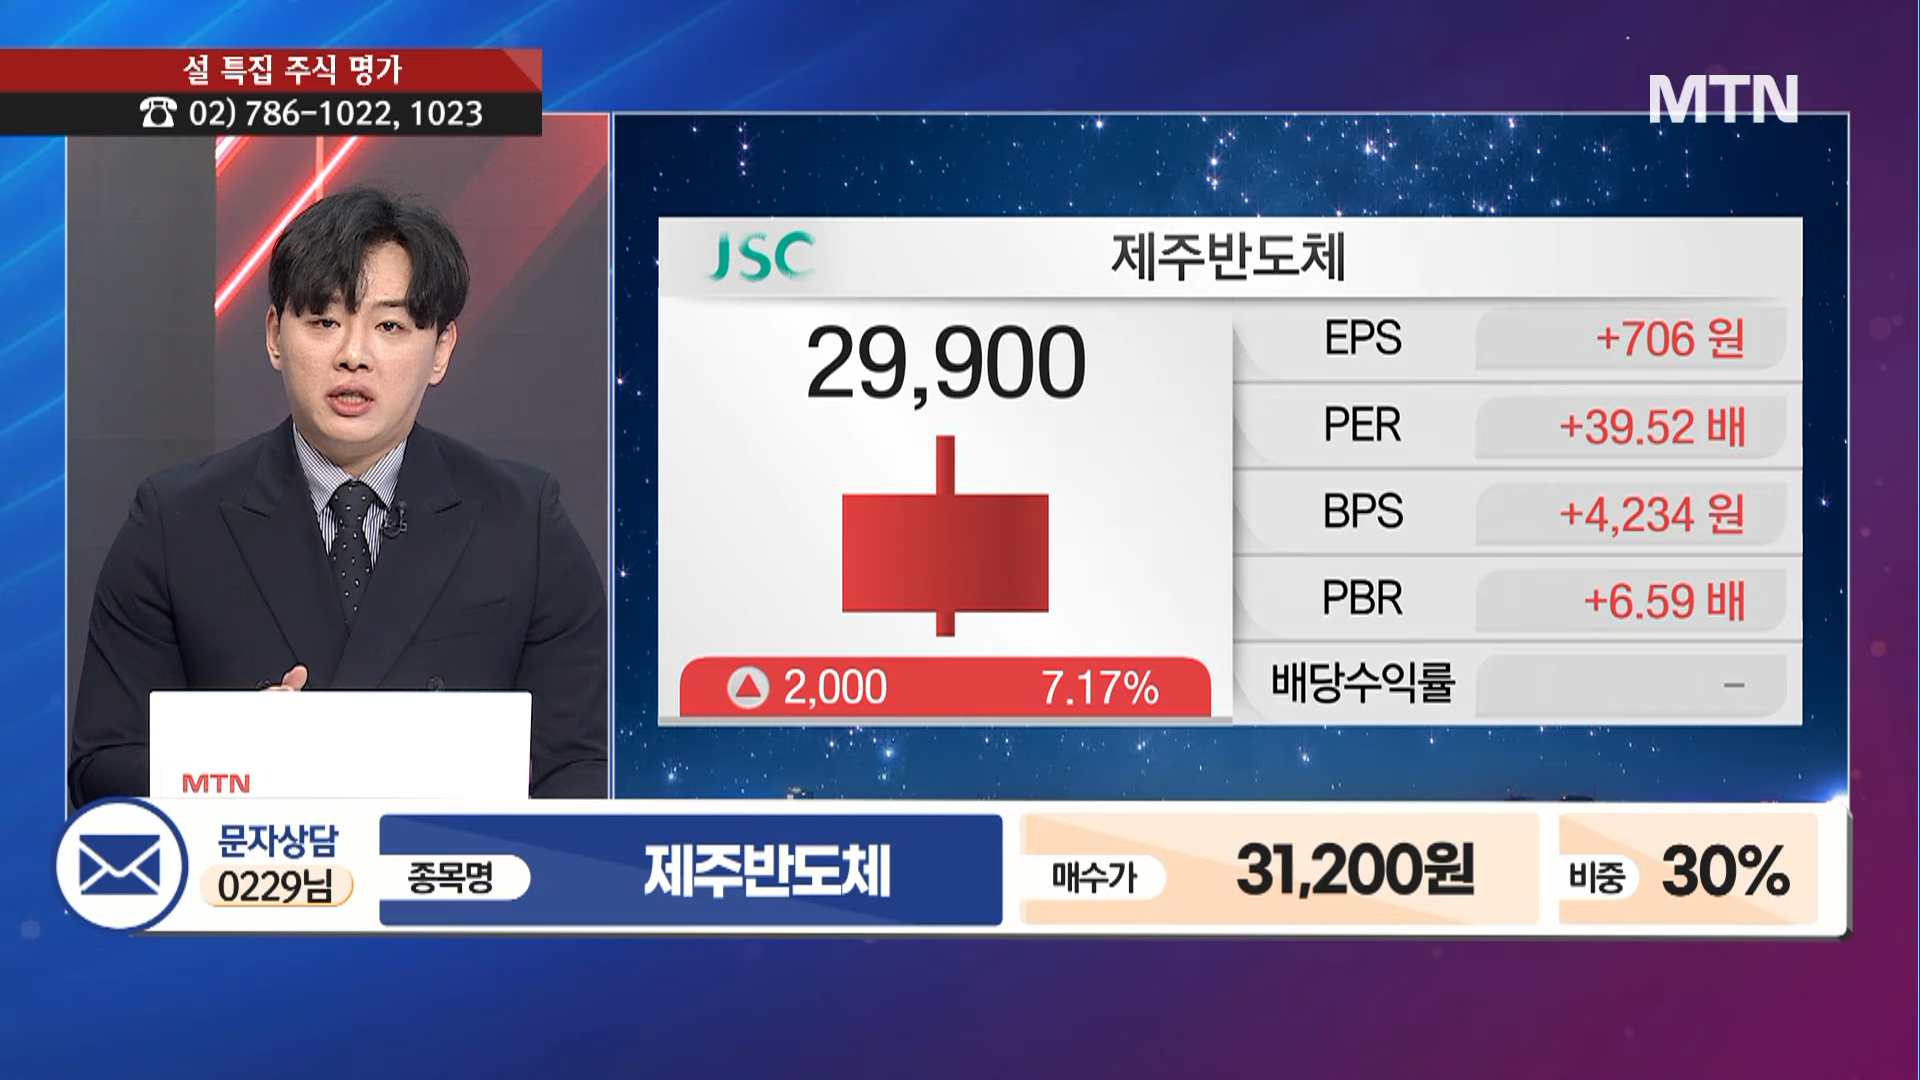 설 특집 주식 명가
☎ 02) 786-1022, 1023
MTN
JSC
제주반도체
29,900
▲ 2,000 7.17%
EPS +706 원
PER +39.52 배
BPS +4,234 원
PBR +6.59 배
배당수익률 –
MTN
문자상담
0229님
종목명 제주반도체
매수가 31,200원
비중 30%